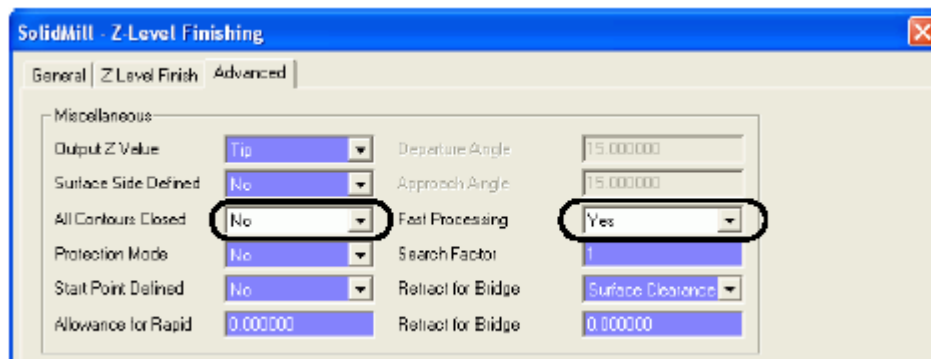 SolidMill - Z-Level Finishing
General Z Level Finish Advanced
Miscellaneous
Output Z Value Tip Departure Angle 15.000000
Surface Side Defined No Approach Angle 15.000000
All Contours Closed No Fast Processing Yes
Protection Mode No Search Factor 1
Start Point Defined No Retract for Bridge Surface Clearance
Allowance for Rapid 0.000000 Retract for Bridge 0.000000